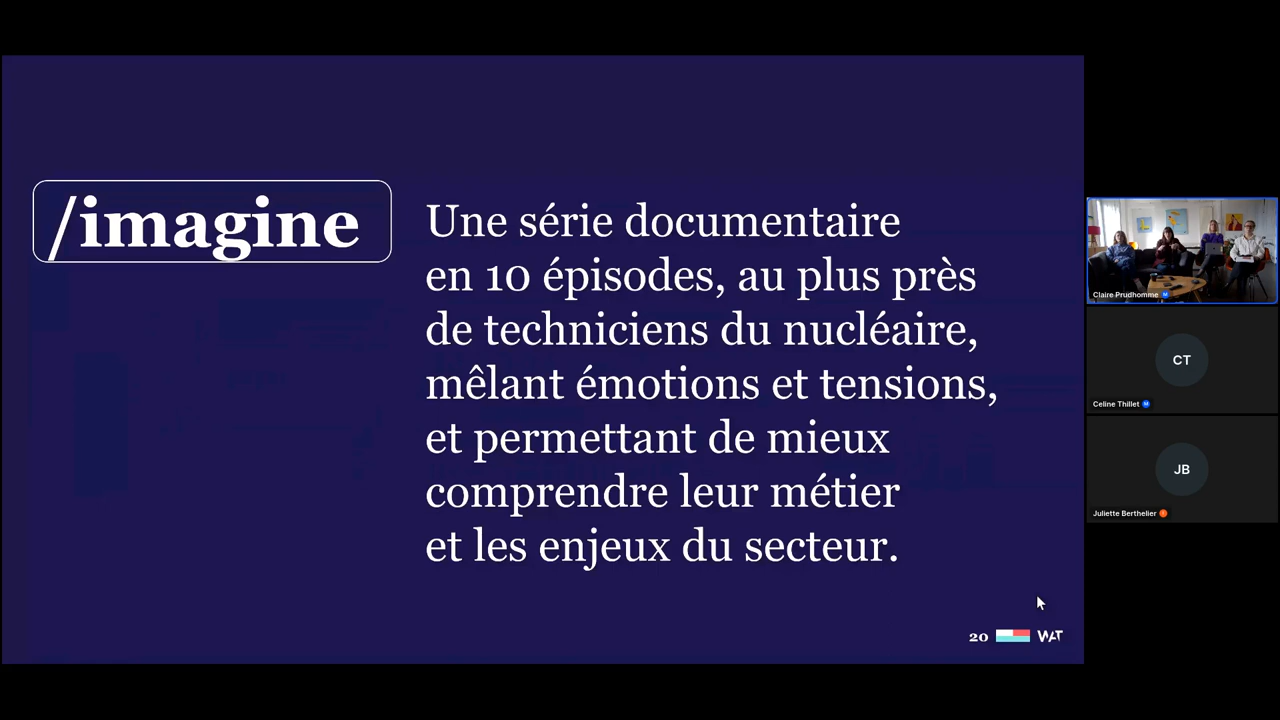 /imagine
Une série documentaire
en 10 épisodes, au plus près
de techniciens du nucléaire,
mêlant émotions et tensions,
et permettant de mieux
comprendre leur métier
et les enjeux du secteur.
20
WAT
Claire Prudhomme
CT
Celine Thillet
JB
Juliette Berthelier